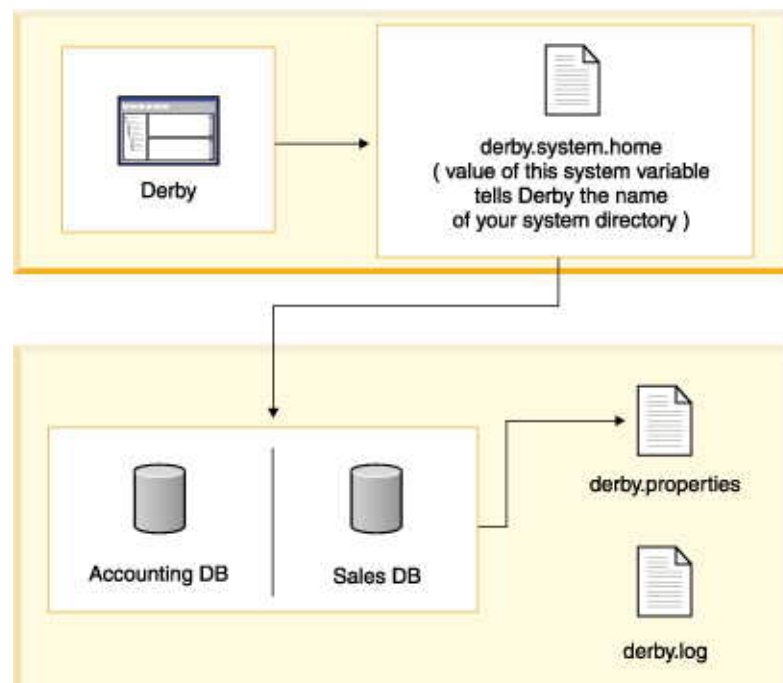 Derby
derby.system.home
( value of this system variable
tells Derby the name
of your system directory )
Accounting DB
Sales DB
derby.properties
derby.log